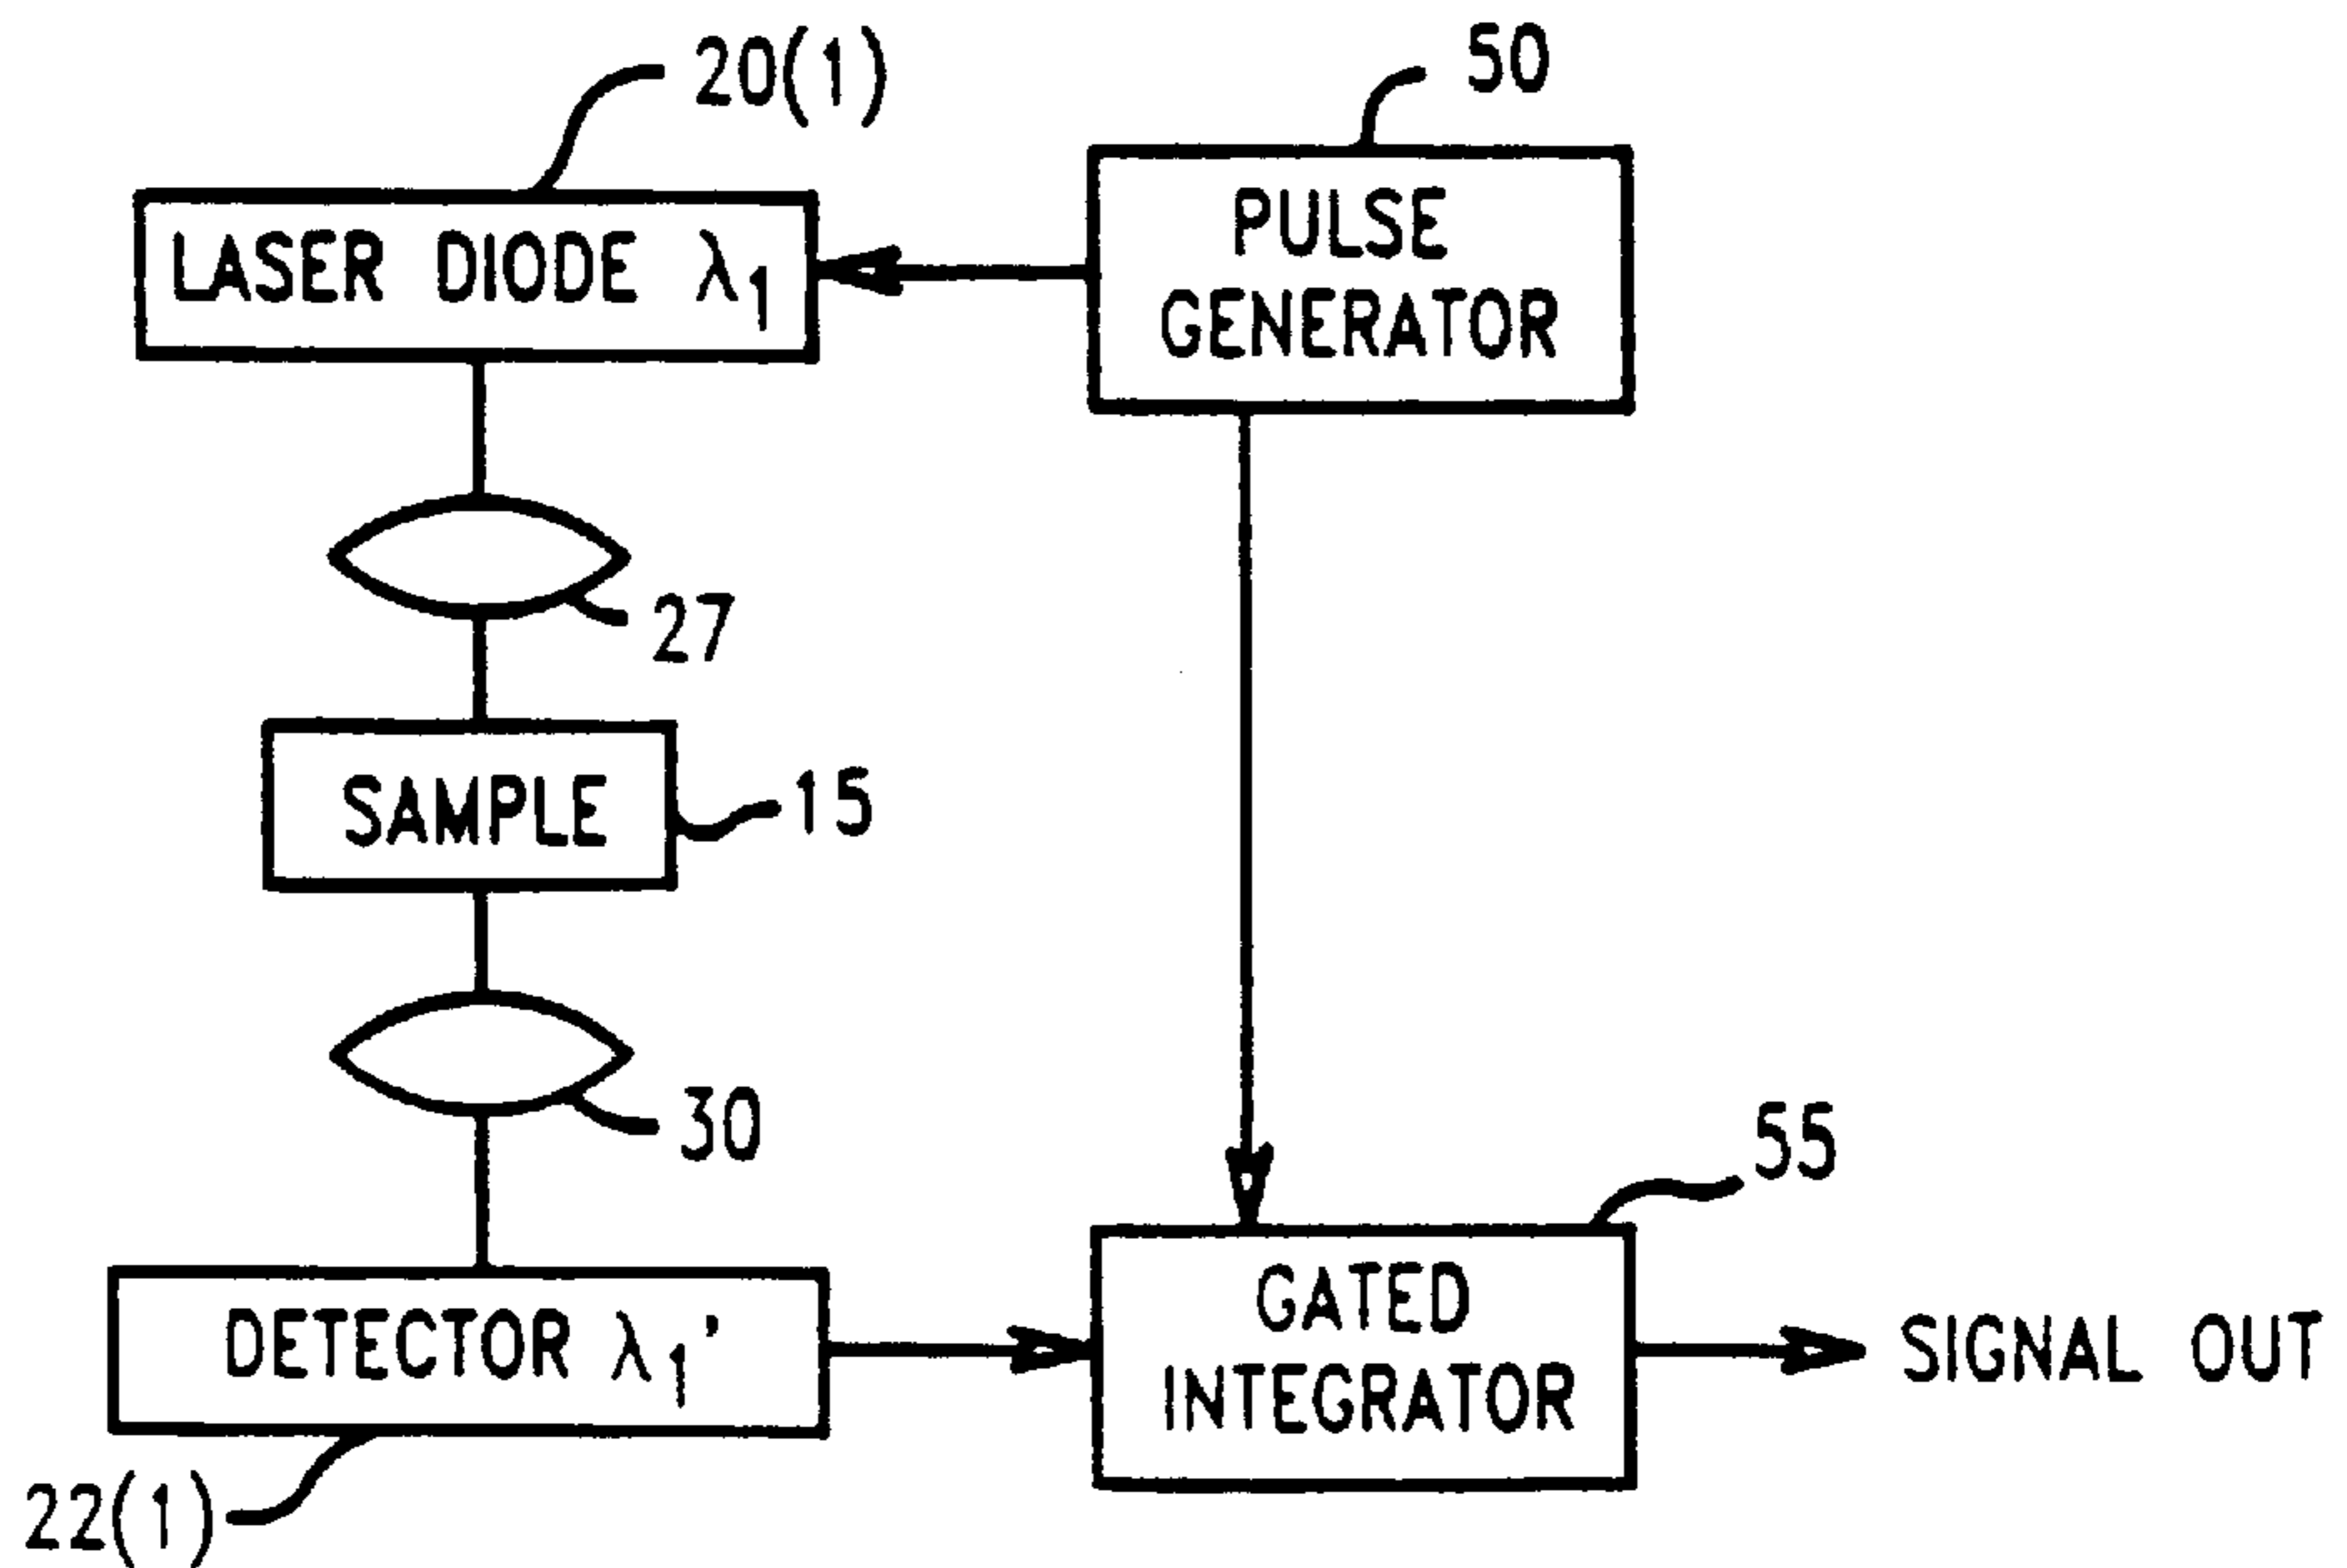 20(1)
50
LASER DIODE λ1
PULSE
GENERATOR
27
SAMPLE
15
30
55
DETECTOR λ1'
GATED
INTEGRATOR
SIGNAL OUT
22(1)